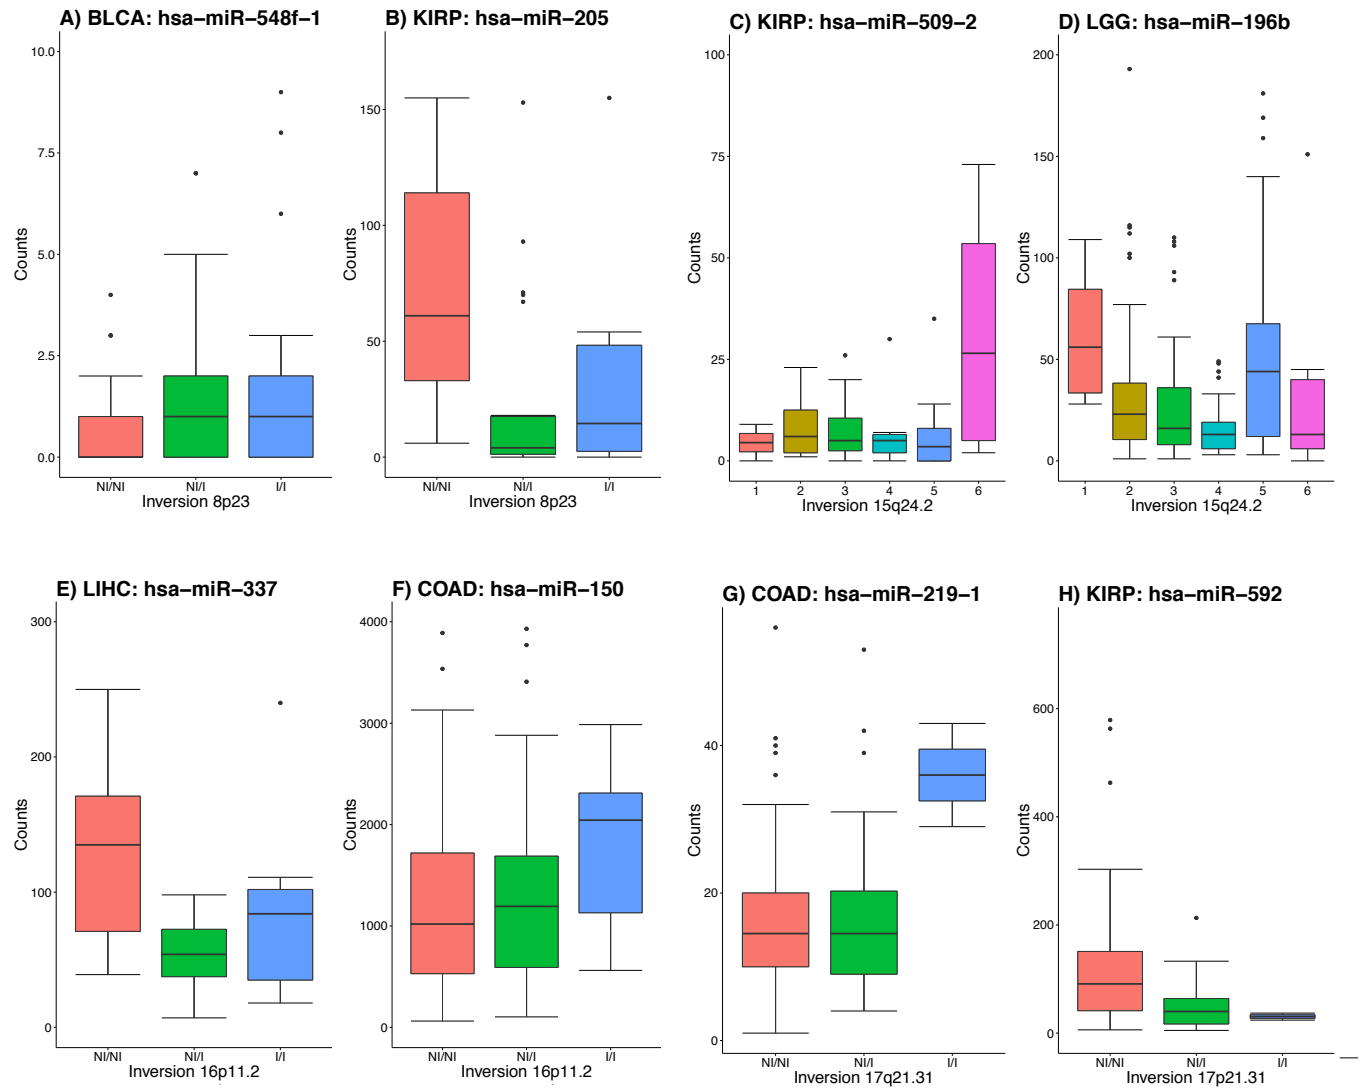 A) BLCA: hsa−miR−548f−1
10.0
7.5
5.0
2.5
0.0
Counts
NI/NI NI/I I/I
Inversion 8p23
B) KIRP: hsa−miR−205
150
100
50
0
Counts
NI/NI NI/I I/I
Inversion 8p23
C) KIRP: hsa−miR−509−2
100
75
50
25
0
Counts
1 2 3 4 5 6
Inversion 15q24.2
D) LGG: hsa−miR−196b
200
150
100
50
0
Counts
1 2 3 4 5 6
Inversion 15q24.2
E) LIHC: hsa−miR−337
300
200
100
0
Counts
NI/NI NI/I I/I
Inversion 16p11.2
F) COAD: hsa−miR−150
4000
3000
2000
1000
0
Counts
NI/NI NI/I I/I
Inversion 16p11.2
G) COAD: hsa−miR−219−1
40
20
0
Counts
NI/NI NI/I I/I
Inversion 17q21.31
H) KIRP: hsa−miR−592
600
400
200
0
Counts
NI/NI NI/I I/I
Inversion 17p21.31